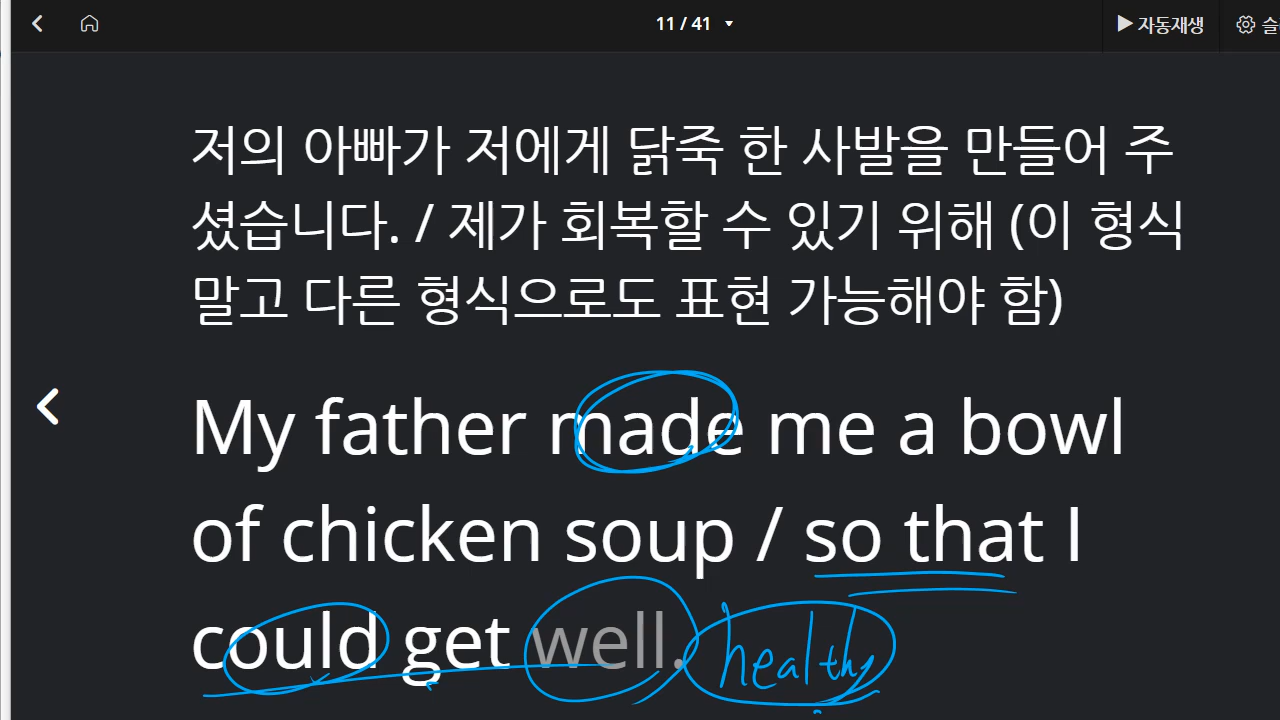 11 / 41
자동재생
슬
저의 아빠가 저에게 닭죽 한 사발을 만들어 주
셨습니다. / 제가 회복할 수 있기 위해 (이 형식
말고 다른 형식으로도 표현 가능해야 함)
My father made me a bowl
of chicken soup / so that I
could get well. healthy